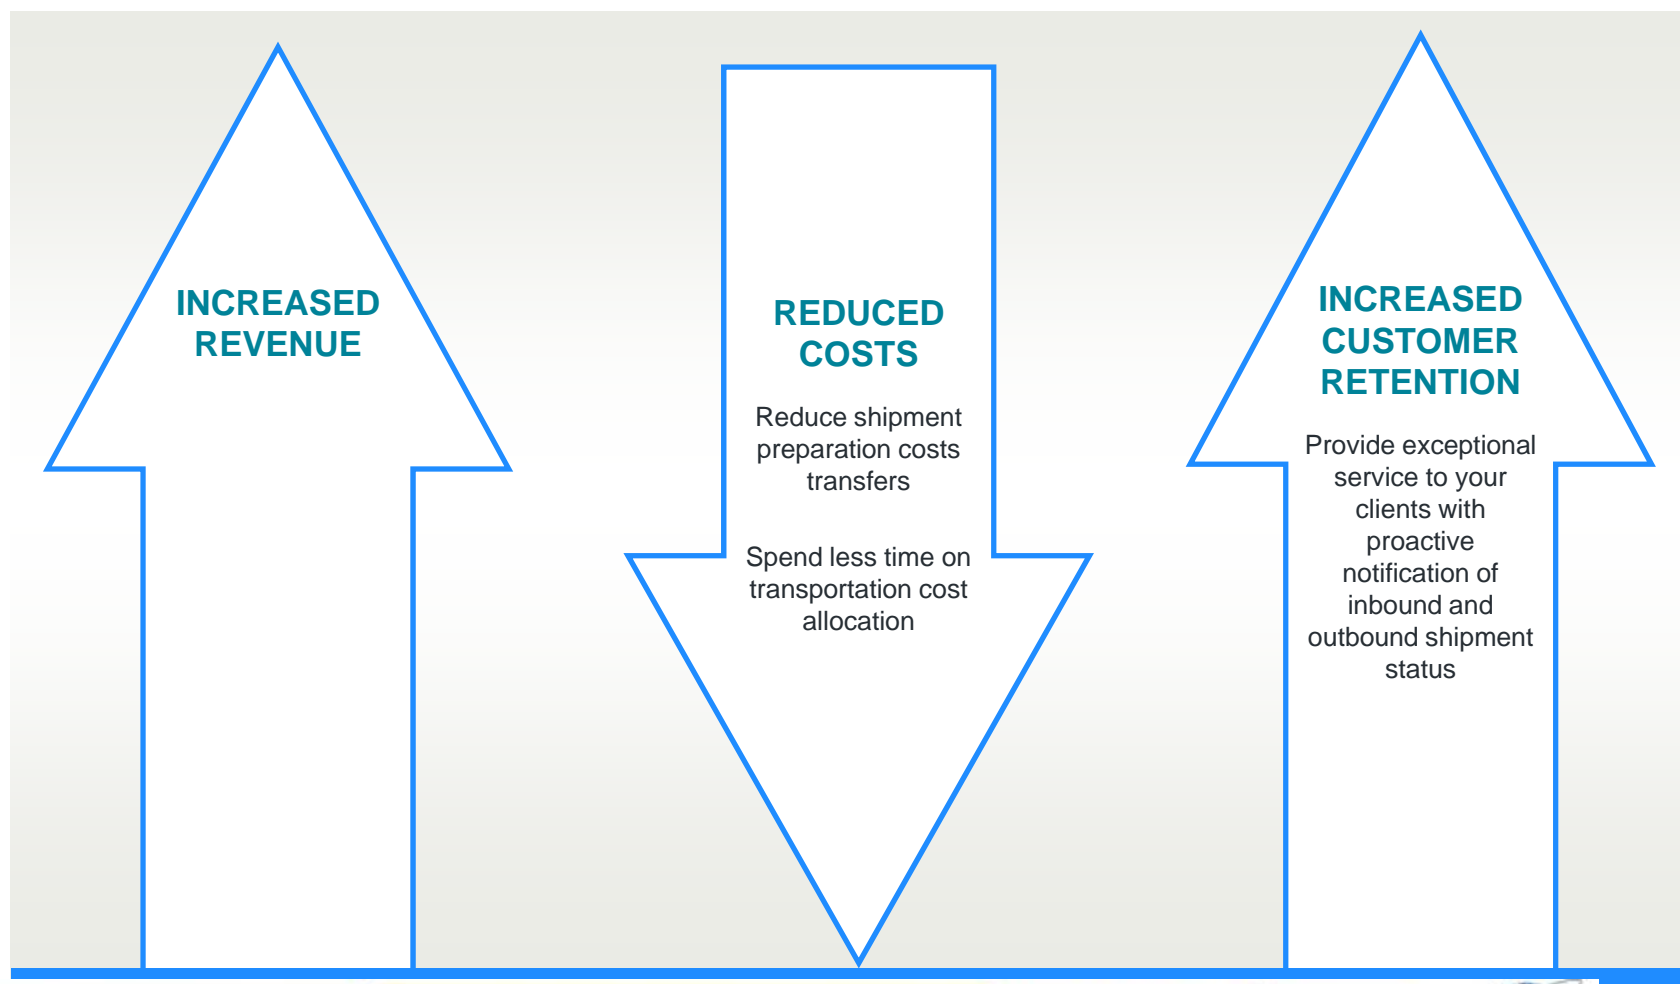 INCREASED
REVENUE
REDUCED
COSTS
Reduce shipment
preparation costs
transfers
Spend less time on
transportation cost
allocation
INCREASED
CUSTOMER
RETENTION
Provide exceptional
service to your
clients with
proactive
notification of
inbound and
outbound shipment
status